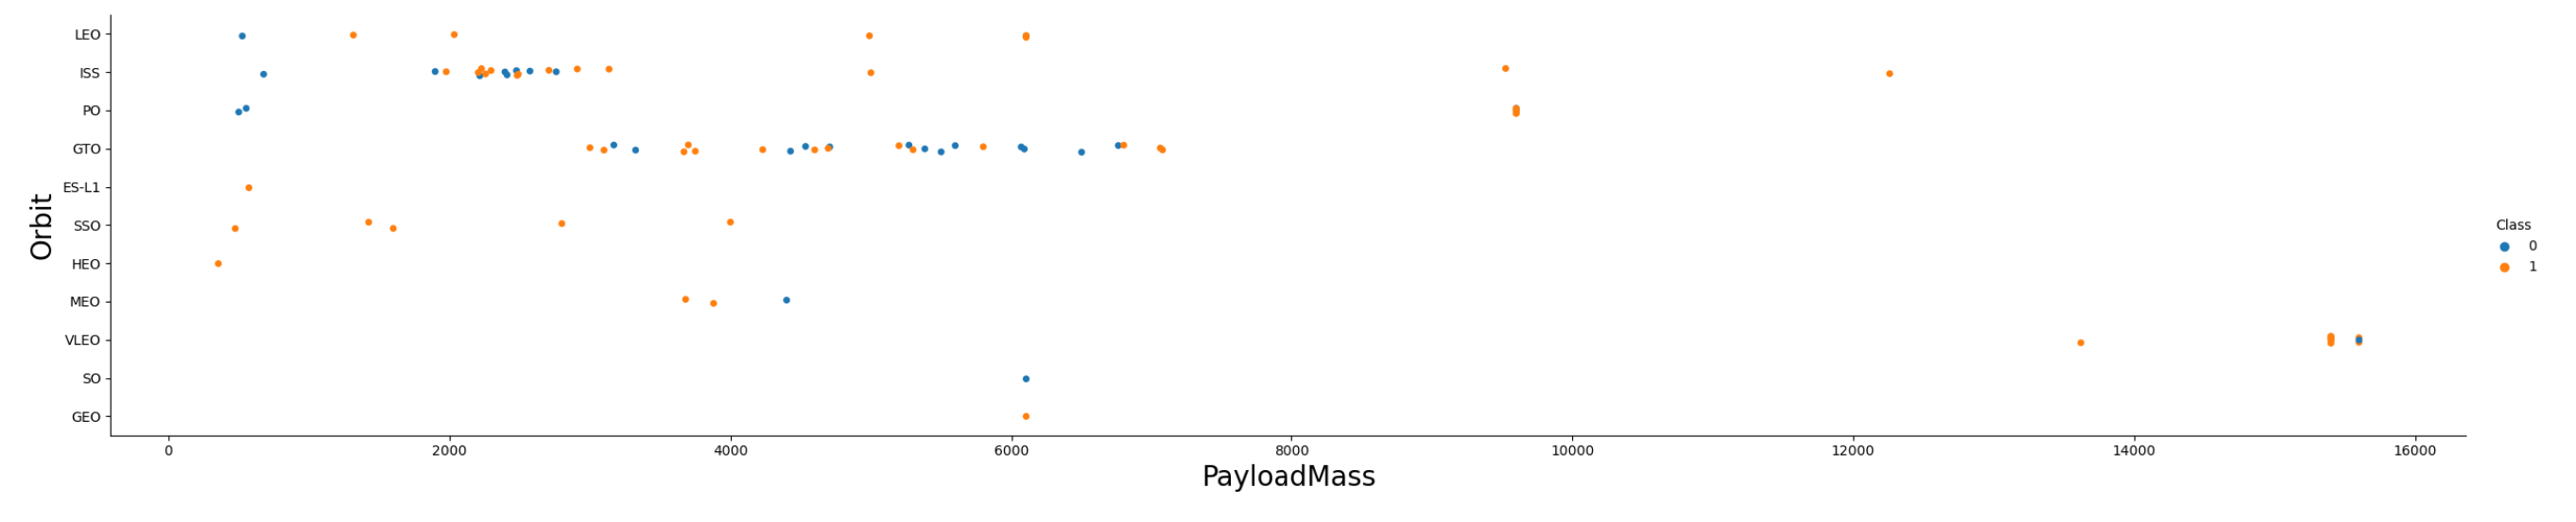 LEO
ISS
PO
GTO
ES-L1
SSO
HEO
MEO
VLEO
SO
GEO
Orbit
0 2000 4000 6000 8000 10000 12000 14000 16000
PayloadMass
Class
0
1